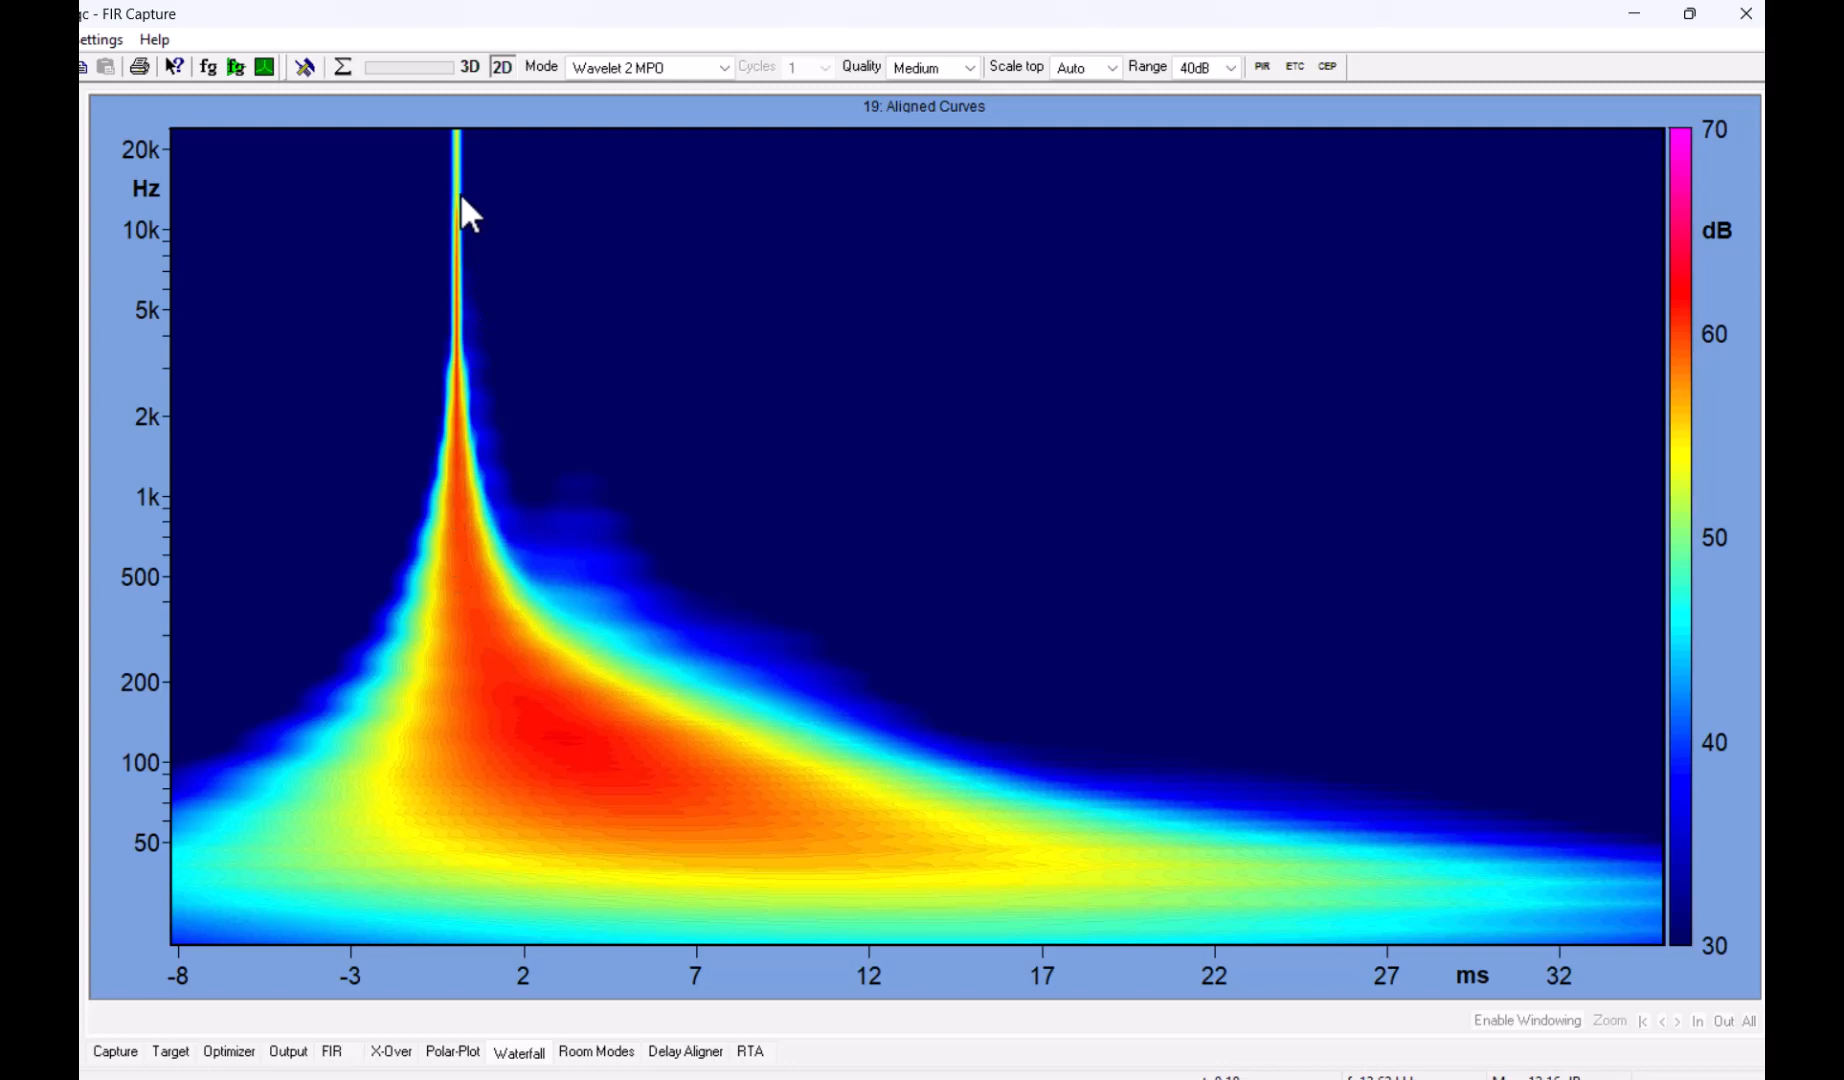 qc - FIR Capture
ettings Help
fg fg Σ 3D 2D Mode Wavelet 2 MPO Cycles 1 Quality Medium Scale top Auto Range 40dB PIR ETC CEP
19: Aligned Curves
20k
Hz
10k
5k
2k
1k
500
200
100
50
70
dB
60
50
40
30
-8 -3 2 7 12 17 22 27 ms 32
Enable Windowing Zoom |< < > In Out All
Capture Target Optimizer Output FIR X-Over Polar-Plot Waterfall Room Modes Delay Aligner RTA